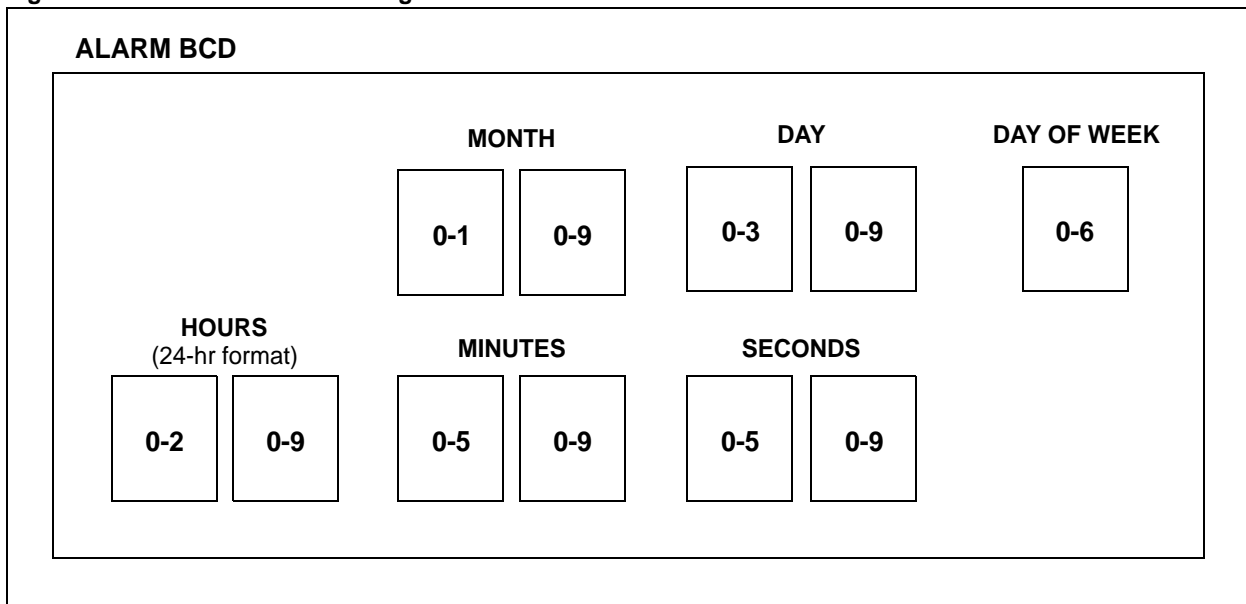 ALARM BCD
MONTH
DAY
DAY OF WEEK
0-1 0-9
0-3 0-9
0-6
HOURS
(24-hr format)
MINUTES
SECONDS
0-2 0-9
0-5 0-9
0-5 0-9